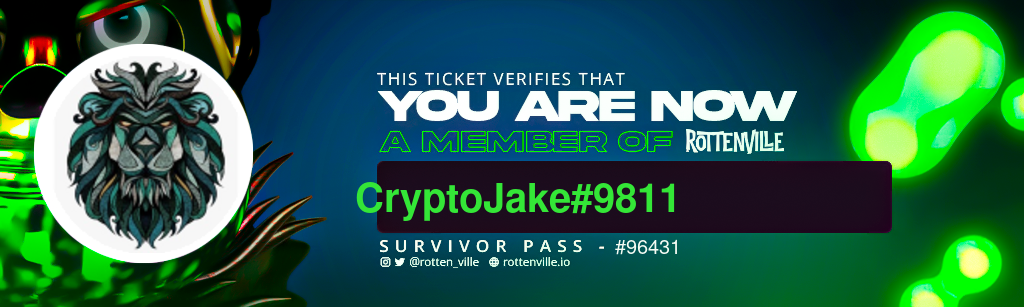 THIS TICKET VERIFIES THAT
YOU ARE NOW
A MEMBER OF ROTTENVILLE
CryptoJake#9811
SURVIVOR PASS - #96431
@rotten_ville rottenville.io